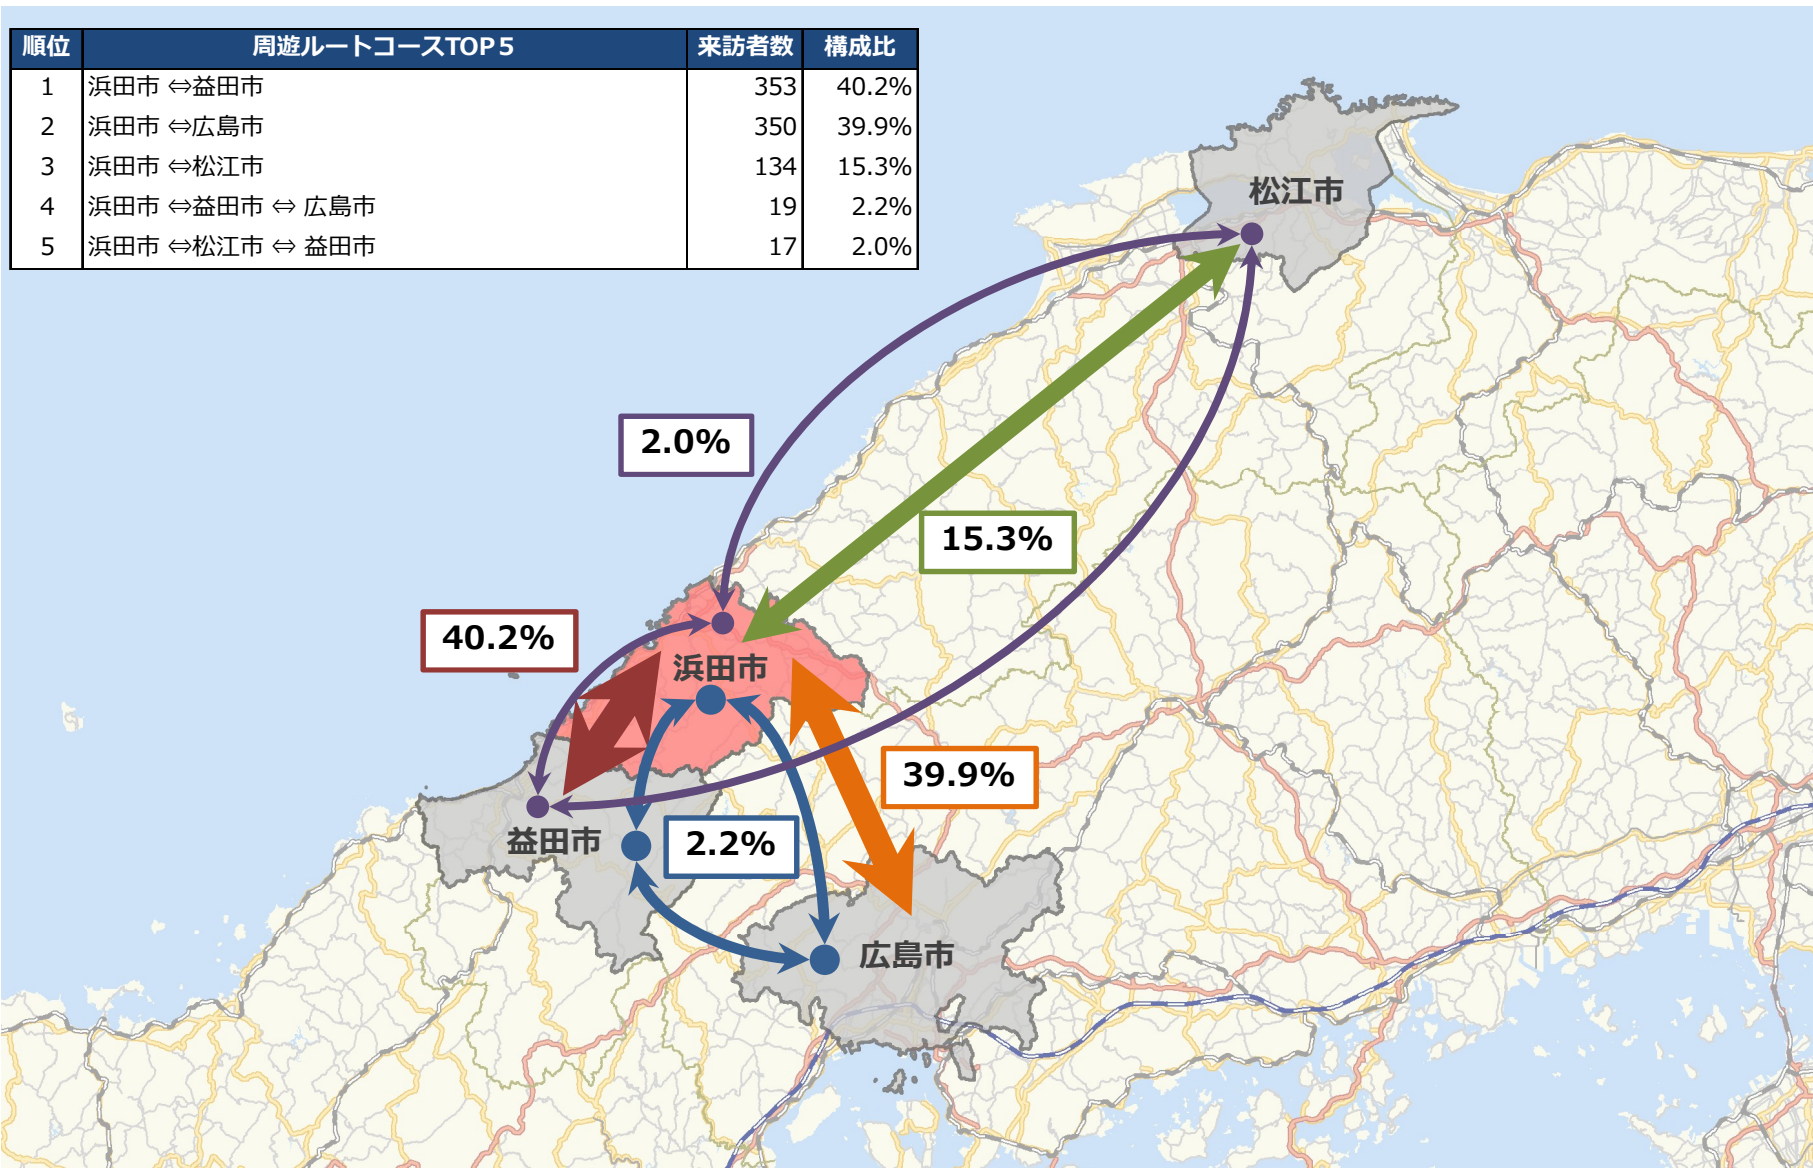 順位 周遊ルートコースTOP5 来訪者数 構成比
1 浜田市 ⇔益田市 353 40.2%
2 浜田市 ⇔広島市 350 39.9%
3 浜田市 ⇔松江市 134 15.3%
4 浜田市 ⇔益田市 ⇔ 広島市 19 2.2%
5 浜田市 ⇔松江市 ⇔ 益田市 17 2.0%
松江市
2.0%
15.3%
40.2%
浜田市
39.9%
益田市
2.2%
広島市